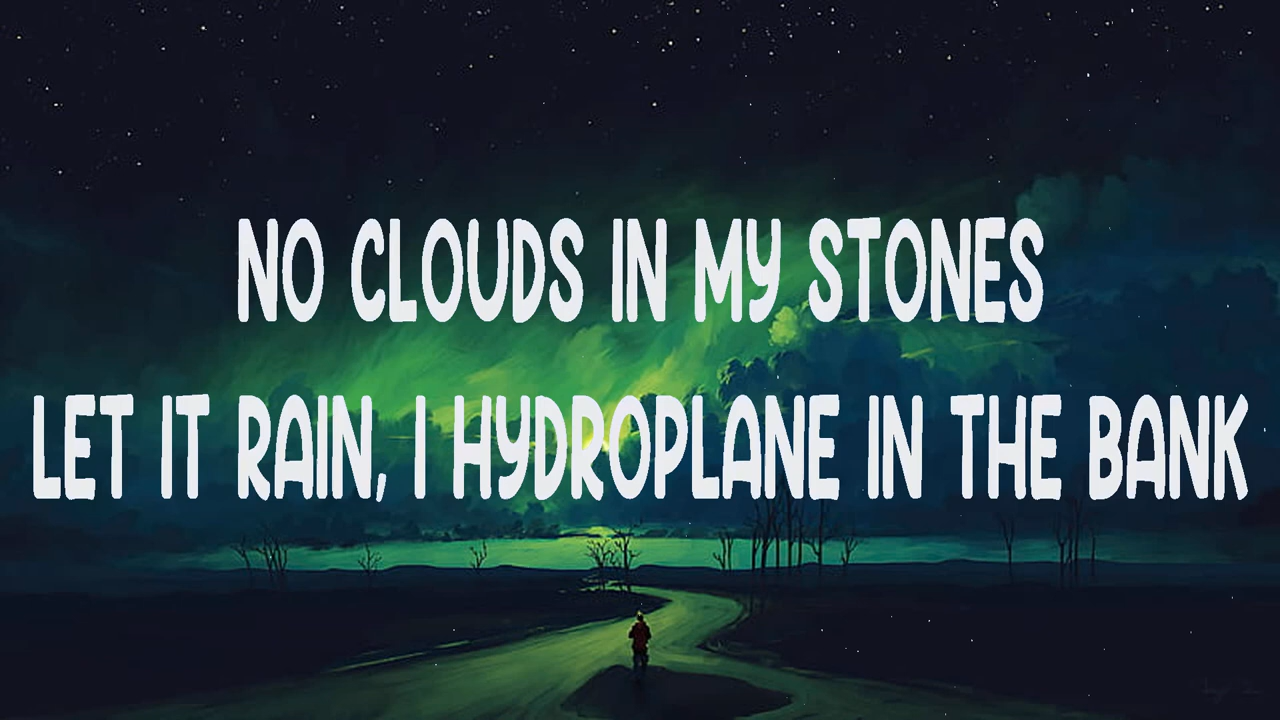 NO CLOUDS IN MY STONES
LET IT RAIN, I HYDROPLANE IN THE BANK